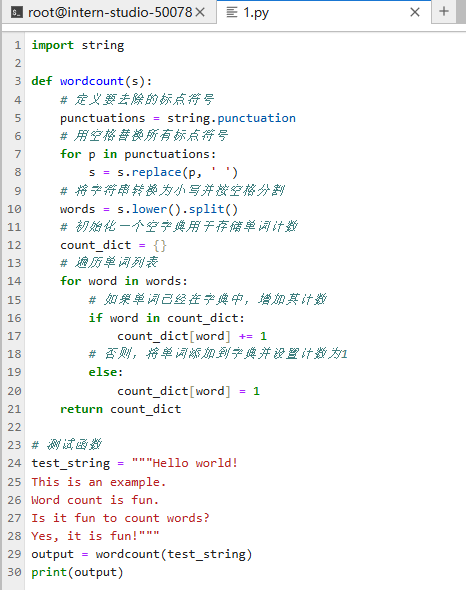 root@intern-studio-50078 × 1.py × +
1 import string
2
3 def wordcount(s):
4     # 定义要去除的标点符号
5     punctuations = string.punctuation
6     # 用空格替换所有标点符号
7     for p in punctuations:
8         s = s.replace(p, ' ')
9     # 将字符串转换为小写并按空格分割
10     words = s.lower().split()
11     # 初始化一个空字典用于存储单词计数
12     count_dict = {}
13     # 遍历单词列表
14     for word in words:
15         # 如果单词已经在字典中，增加其计数
16         if word in count_dict:
17             count_dict[word] += 1
18         # 否则，将单词添加到字典并设置计数为1
19         else:
20             count_dict[word] = 1
21     return count_dict
22
23 # 测试函数
24 test_string = """Hello world!
25 This is an example.
26 Word count is fun.
27 Is it fun to count words?
28 Yes, it is fun!"""
29 output = wordcount(test_string)
30 print(output)